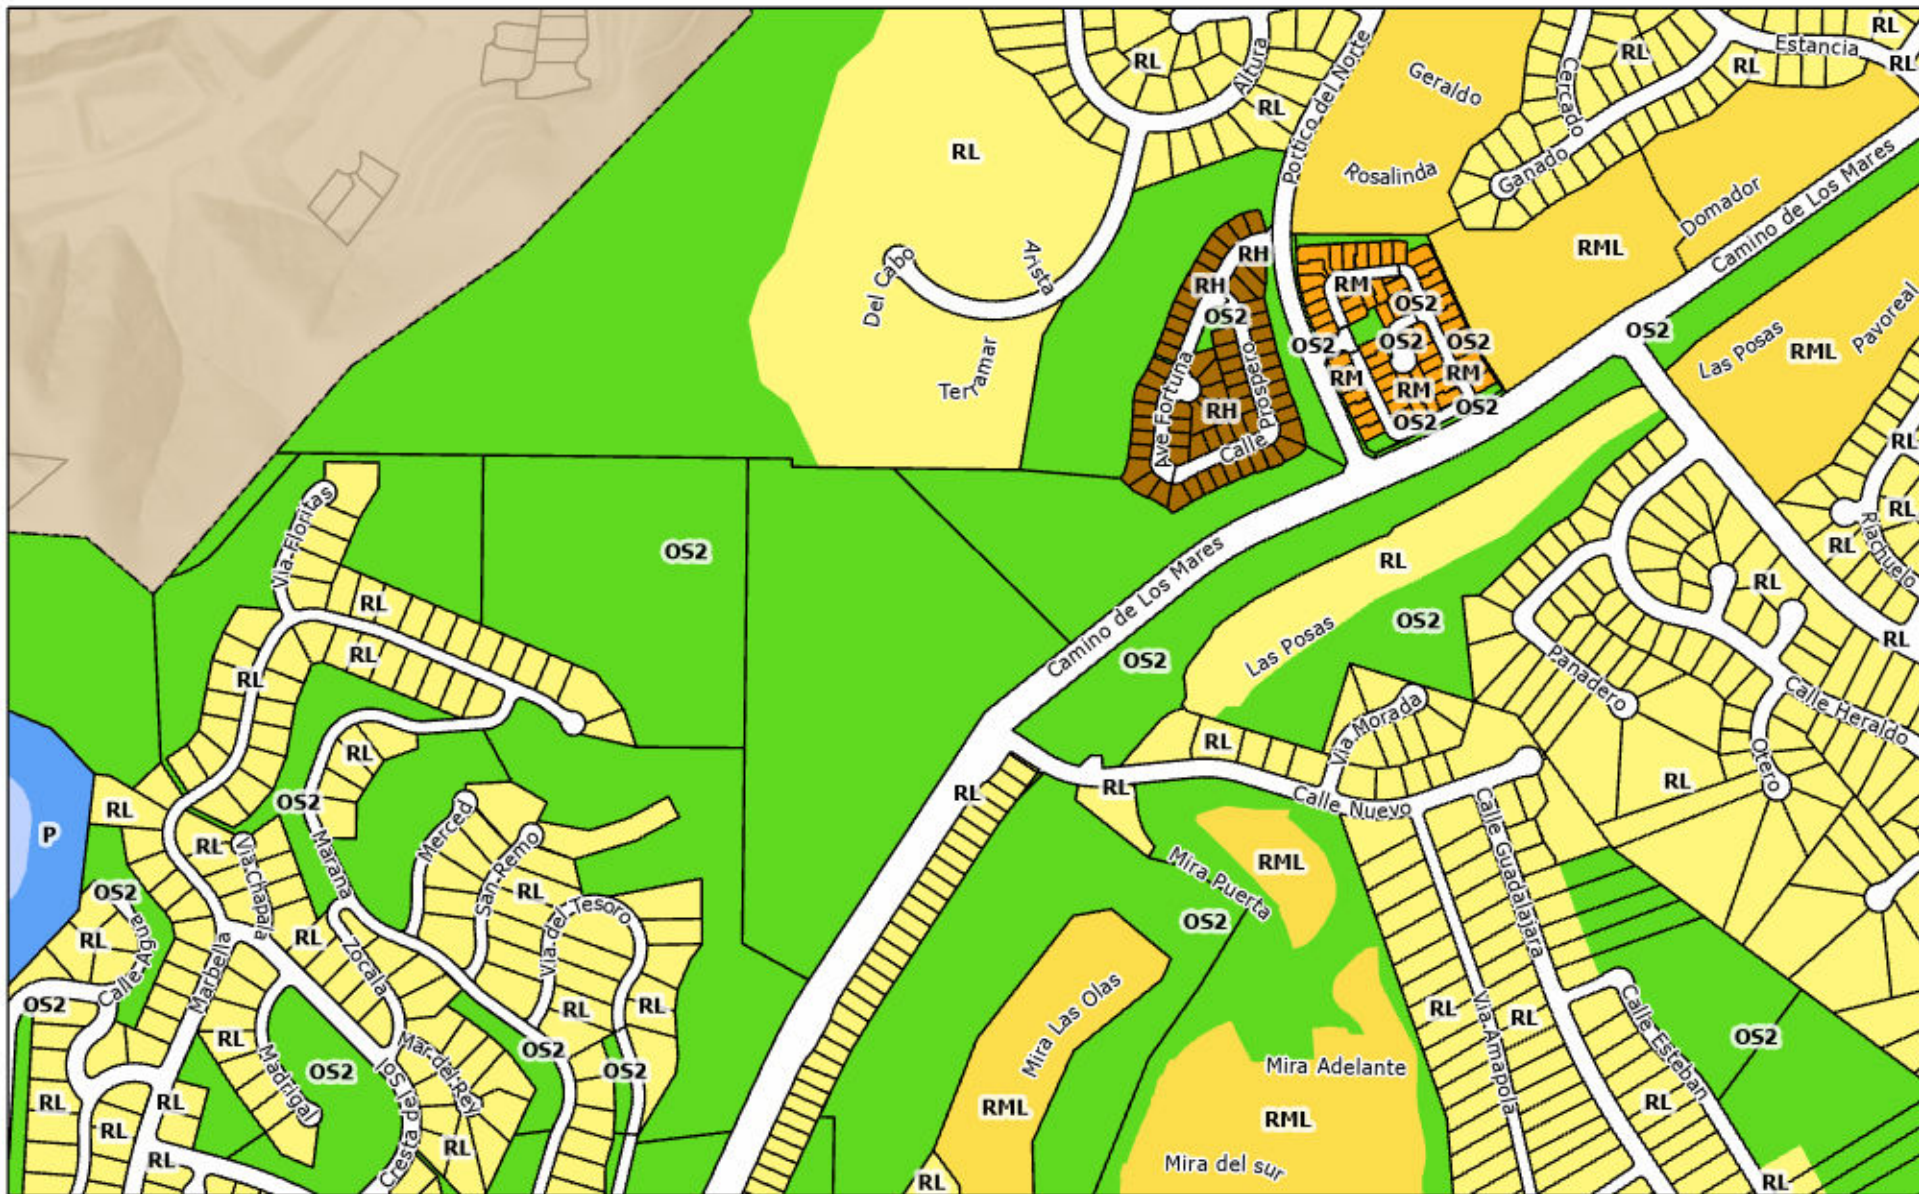 RL
Estancia
RL
RL
RL
RL
Altura
RL
Portico del Norte
Geraldo
Cercado
RL
Rosalinda
Ganado
Camino de Los Mares
Domador
RML
Del Cabo
Arista
RH
RH
RM
OS2
OS2
OS2
OS2
OS2
OS2
Pavoreal
Las Posas
RML
Terramar
RM
RM
RM
Ave Fortuna
Calle Prospero
RH
OS2
OS2
RL
Via Floritas
OS2
RL
Riachuelo
RL
Camino de Los Mares
RL
RL
RL
RL
OS2
Las Posas
RL
RL
OS2
Panadero
RL
Via Morada
Calle Heraldo
RL
RL
Otero
RL
RL
Calle Nuevo
Calle Guadalajara
OS2
RL
P
RL
Merced
Marana
San Remo
Via Chapala
Mira Puerta
RML
OS2
RL
Via del Tesoro
OS2
Calle Agua
RL
RL
Marbella
Zocala
OS2
RL
RL
RL
Mira Las Olas
RL
RL
Via Amapola
Calle Esteban
OS2
RL
Mar del Rey
OS2
Madrigal
OS2
OS2
Mira Adelante
RL
RL
RML
RML
RL
RL
Cresta del Sol
RL
RL
Mira del sur
RL
RL